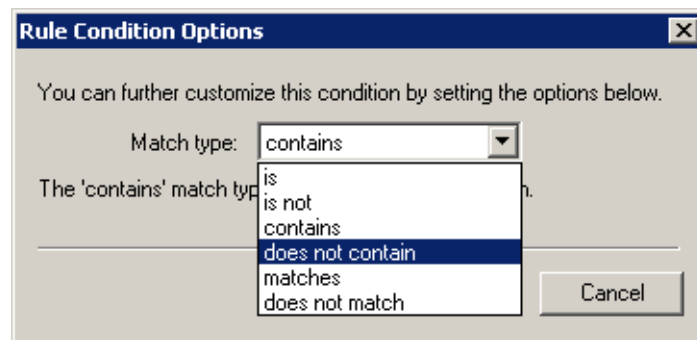 Rule Condition Options
You can further customize this condition by setting the options below.
Match type: contains
The 'contains' match
is
is not
contains
does not contain
matches
does not match
Cancel